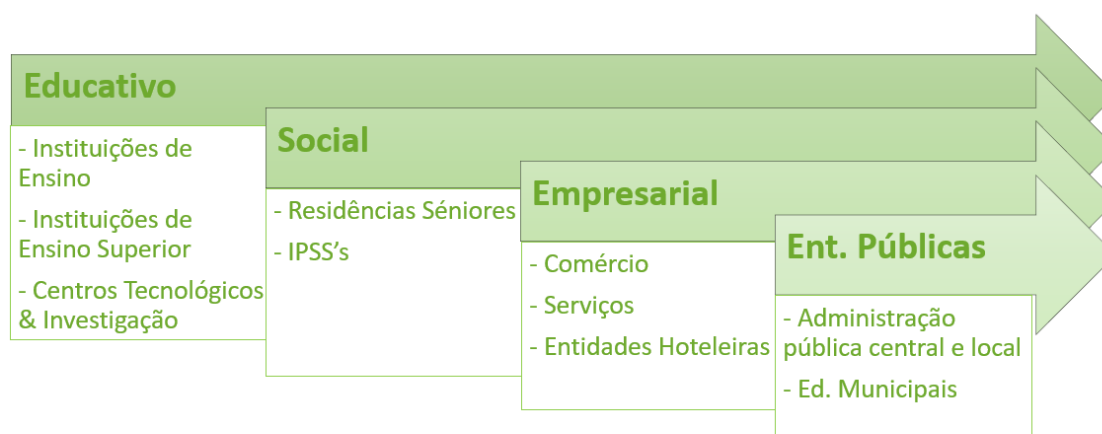 Educativo
- Instituições de
Ensino
- Instituições de
Ensino Superior
- Centros Tecnológicos
& Investigação
Social
- Residências Séniores
- IPSS's
Empresarial
- Comércio
- Serviços
- Entidades Hoteleiras
Ent. Públicas
- Administração
pública central e local
- Ed. Municipais